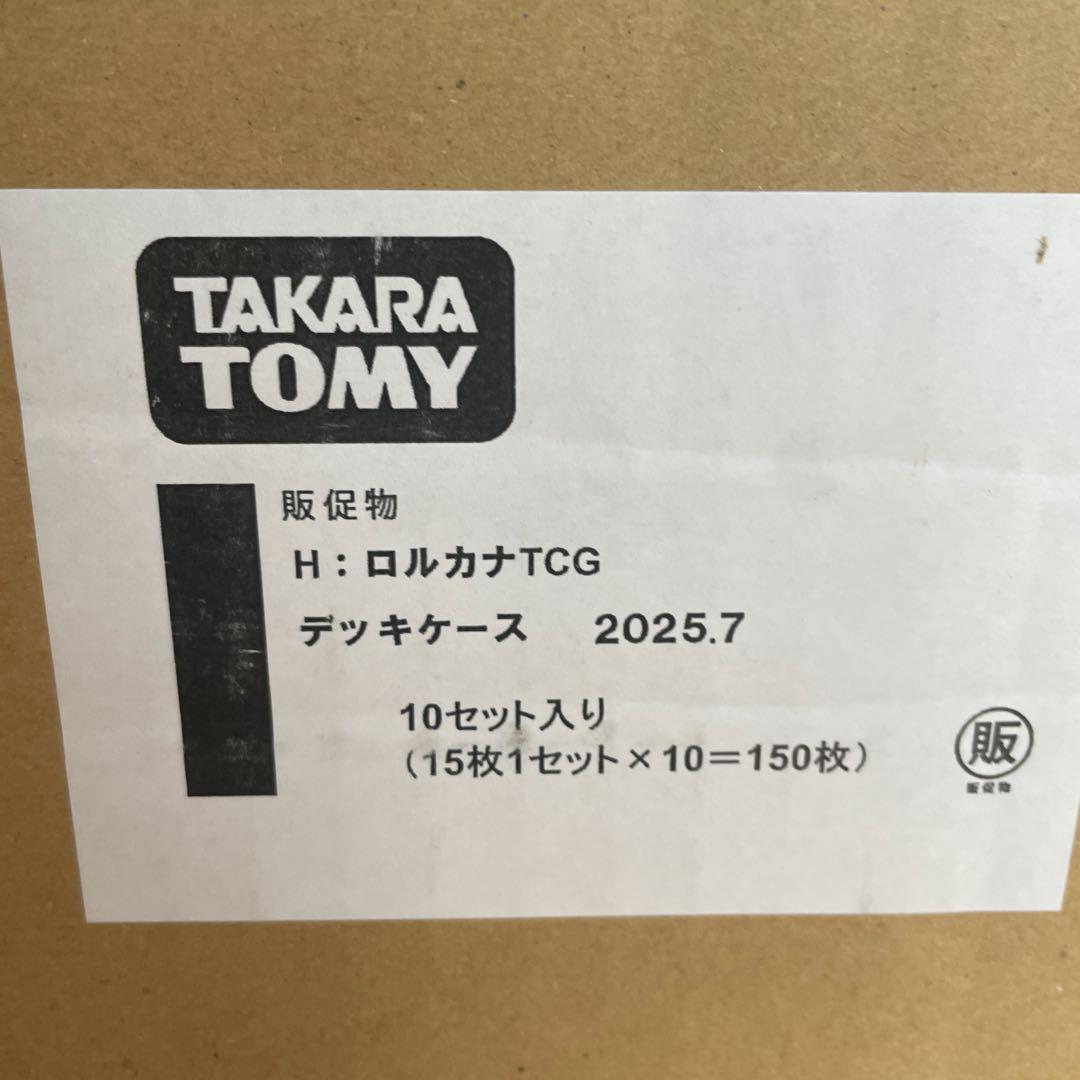 TAKARA
TOMY
販促物
H：ロルカナTCG
デッキケース 2025.7
10セット入り
（15枚1セット×10＝150枚）
販
販促物